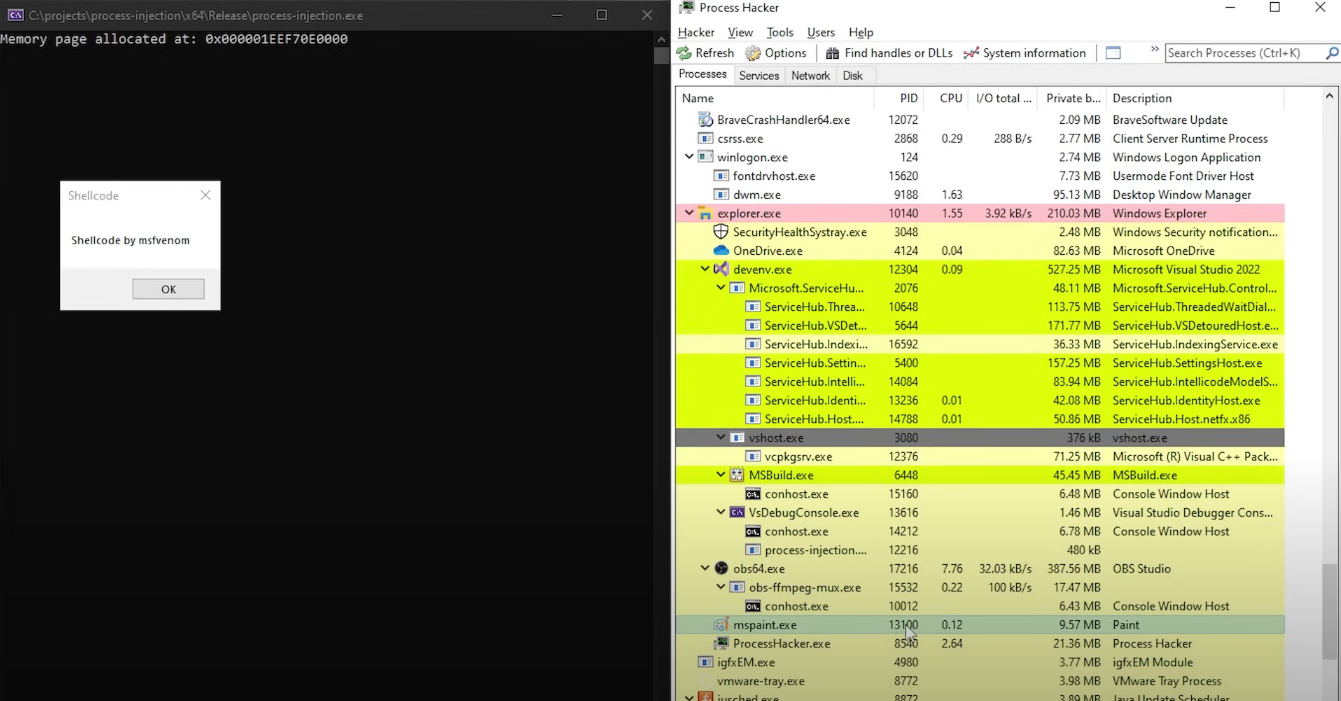 C:\projects\process-injection\x64\Release\process-injection.exe
Memory page allocated at: 0x000001EEF70E0000
Shellcode
Shellcode by msfvenom
OK
Process Hacker
Hacker View Tools Users Help
Refresh Options Find handles or DLLs System information » Search Processes (Ctrl+K)
Processes Services Network Disk
Name PID CPU I/O total ... Private b... Description
BraveCrashHandler64.exe 12072 2.09 MB BraveSoftware Update
csrss.exe 2868 0.29 288 B/s 2.77 MB Client Server Runtime Process
winlogon.exe 124 2.74 MB Windows Logon Application
fontdrvhost.exe 15620 7.73 MB Usermode Font Driver Host
dwm.exe 9188 1.63 95.13 MB Desktop Window Manager
explorer.exe 10140 1.55 3.92 kB/s 210.03 MB Windows Explorer
SecurityHealthSystray.exe 3048 2.48 MB Windows Security notification...
OneDrive.exe 4124 0.04 82.63 MB Microsoft OneDrive
devenv.exe 12304 0.09 527.25 MB Microsoft Visual Studio 2022
Microsoft.ServiceHu... 2076 48.11 MB Microsoft.ServiceHub.Control...
ServiceHub.Threa... 10648 113.75 MB ServiceHub.ThreadedWaitDial...
ServiceHub.VSDet... 5644 171.77 MB ServiceHub.VSDetouredHost.e...
ServiceHub.Indexi... 16592 36.33 MB ServiceHub.IndexingService.exe
ServiceHub.Settin... 5400 157.25 MB ServiceHub.SettingsHost.exe
ServiceHub.Intelli... 14084 83.94 MB ServiceHub.IntellicodeModelS...
ServiceHub.Identi... 13236 0.01 42.08 MB ServiceHub.IdentityHost.exe
ServiceHub.Host.... 14788 0.01 50.86 MB ServiceHub.Host.netfx.x86
vshost.exe 3080 376 kB vshost.exe
vcpkgsrv.exe 12376 71.25 MB Microsoft (R) Visual C++ Pack...
MSBuild.exe 6448 45.45 MB MSBuild.exe
conhost.exe 15160 6.48 MB Console Window Host
VsDebugConsole.exe 13616 1.46 MB Visual Studio Debugger Cons...
conhost.exe 14212 6.78 MB Console Window Host
process-injection.... 12216 480 kB
obs64.exe 17216 7.76 32.03 kB/s 387.56 MB OBS Studio
obs-ffmpeg-mux.exe 15532 0.22 100 kB/s 17.47 MB
conhost.exe 10012 6.43 MB Console Window Host
mspaint.exe 13100 0.12 9.57 MB Paint
ProcessHacker.exe 8540 2.64 21.36 MB Process Hacker
igfxEM.exe 4980 3.77 MB igfxEM Module
vmware-tray.exe 8772 3.98 MB VMware Tray Process
jusched.exe 8872 3.89 MB Java Update Scheduler